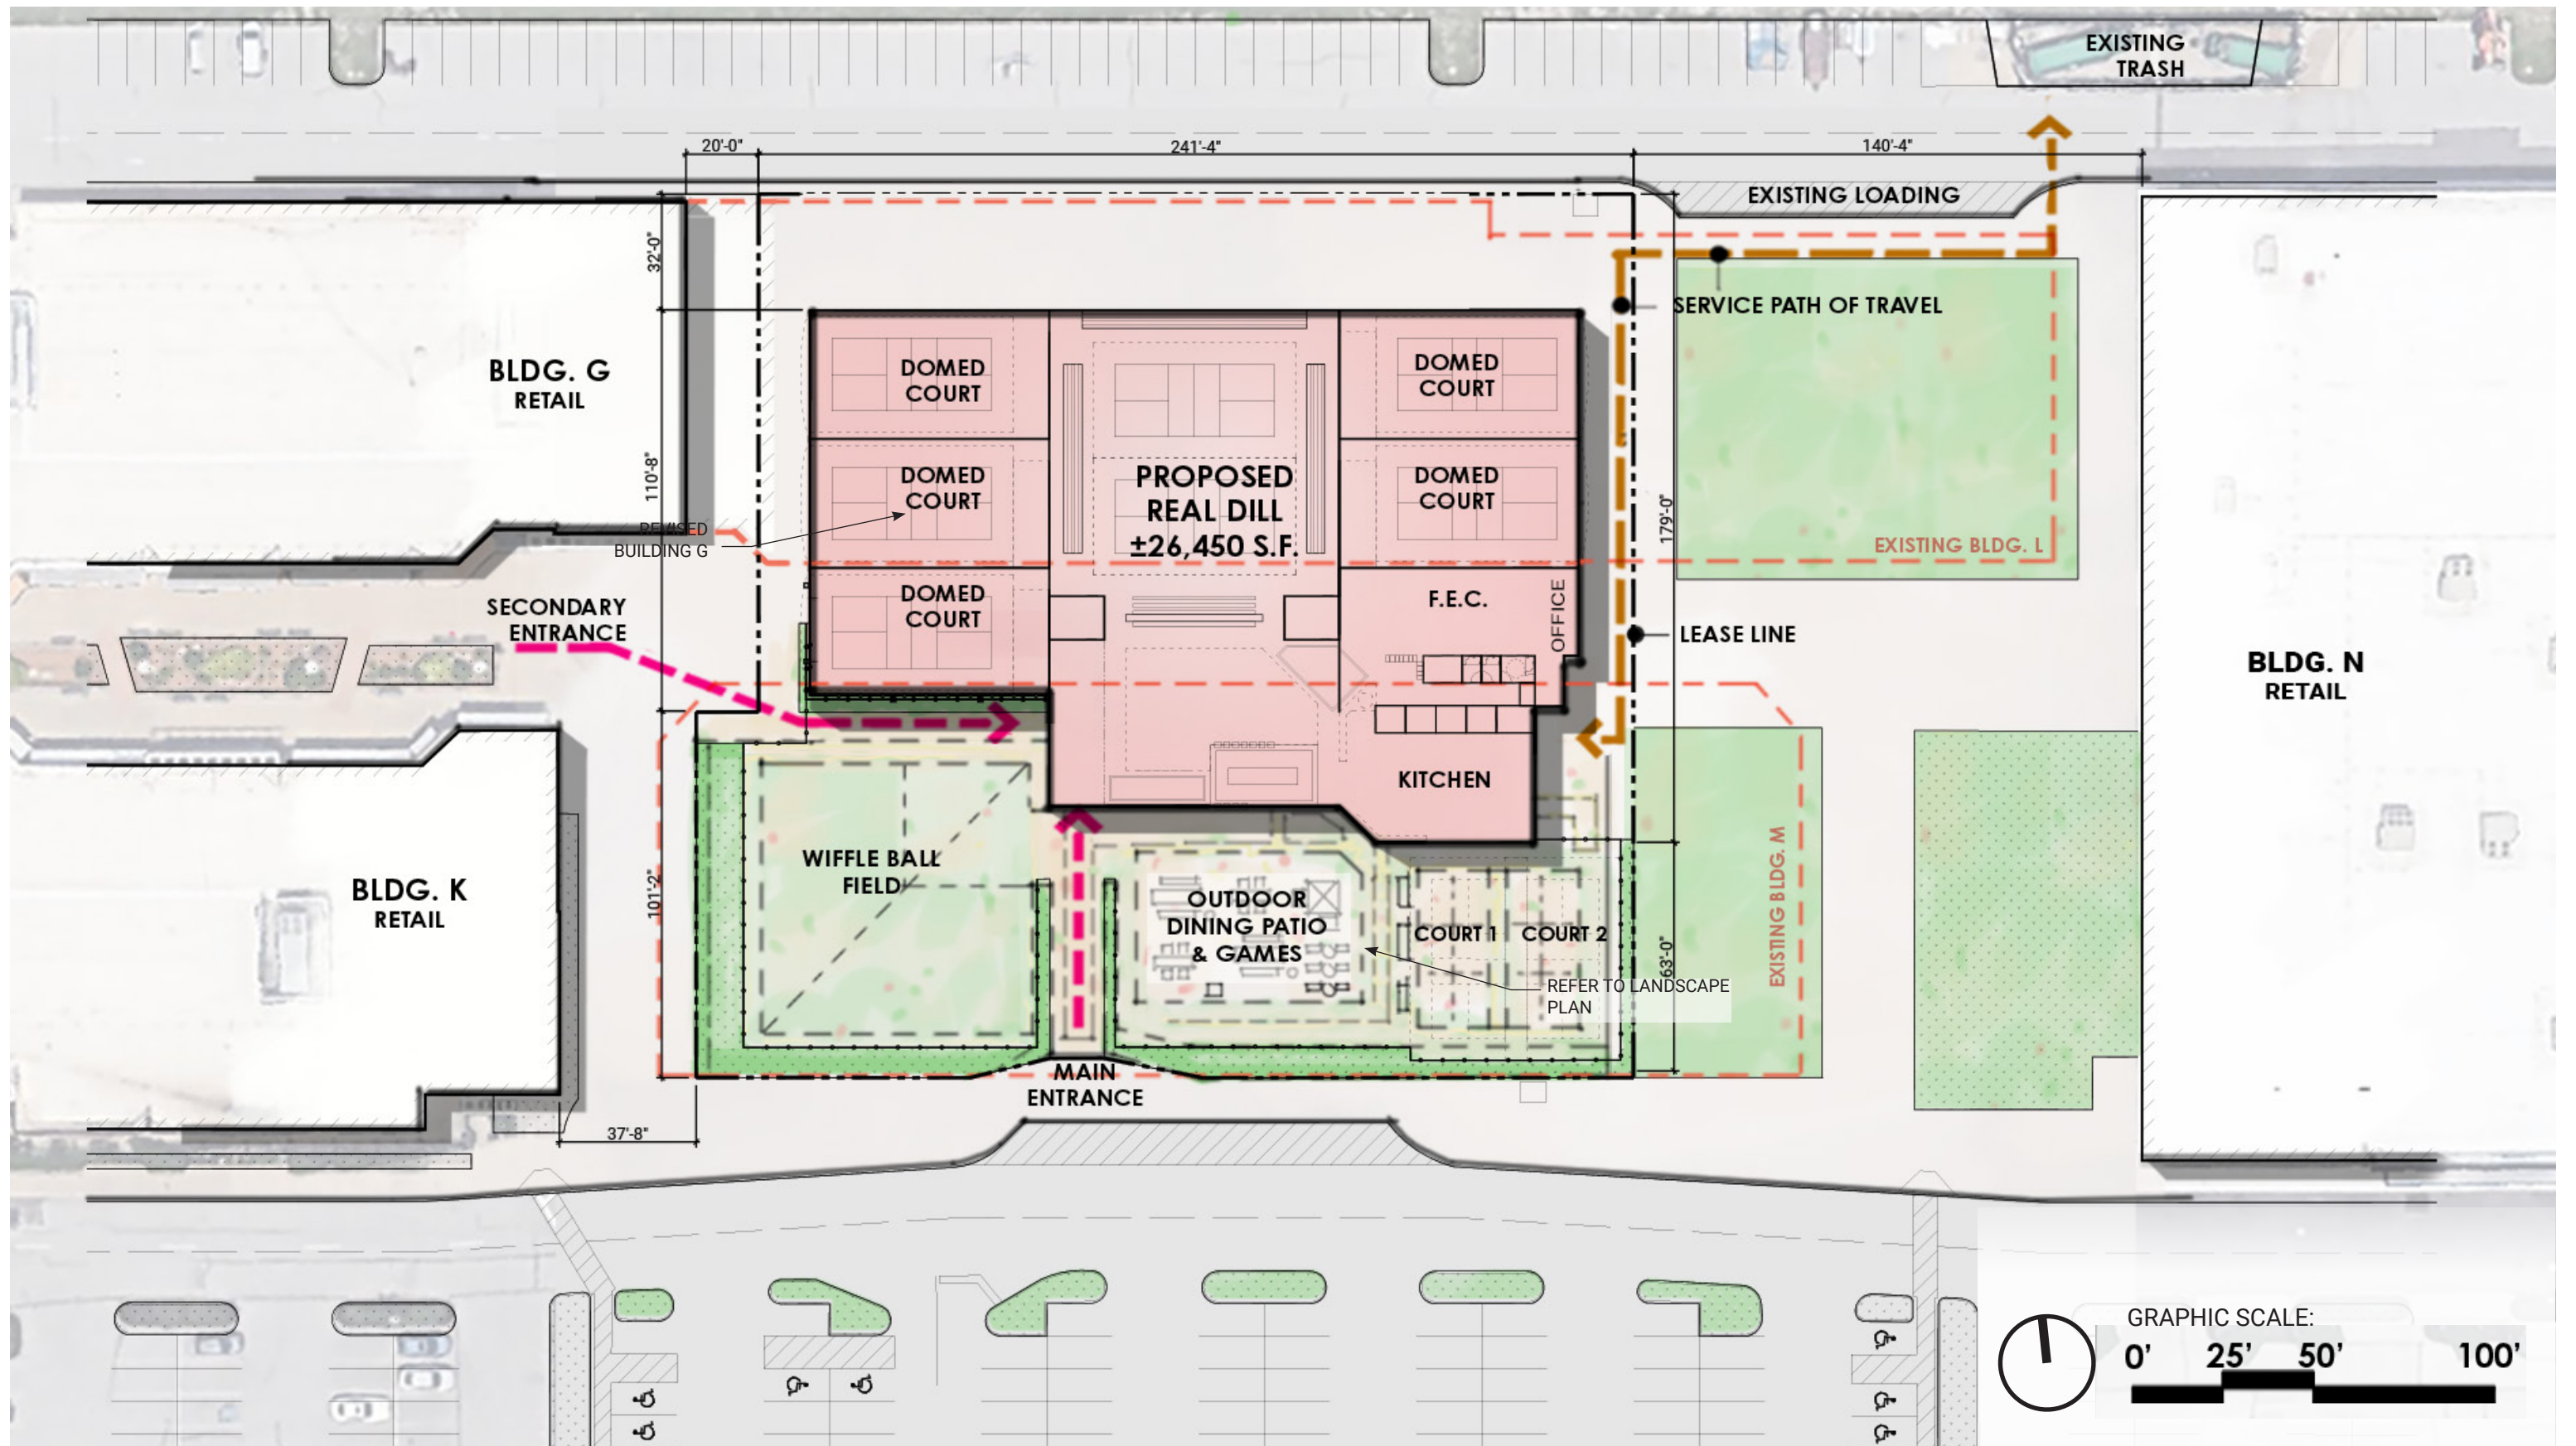 EXISTING
TRASH
20'-0"
241'-4"
140'-4"
EXISTING LOADING
32'-0"
SERVICE PATH OF TRAVEL
BLDG. G
RETAIL
DOMED
COURT
DOMED
COURT
110'-8"
DOMED
COURT
PROPOSED
REAL DILL
±26,450 S.F.
DOMED
COURT
179'-0"
REVISED
BUILDING G
EXISTING BLDG. L
SECONDARY
ENTRANCE
DOMED
COURT
F.E.C.
OFFICE
LEASE LINE
BLDG. N
RETAIL
KITCHEN
BLDG. K
RETAIL
101'-2"
WIFFLE BALL
FIELD
OUTDOOR
DINING PATIO
& GAMES
COURT 1
COURT 2
63'-0"
EXISTING BLDG. M
REFER TO LANDSCAPE
PLAN
MAIN
ENTRANCE
37'-8"
GRAPHIC SCALE:
0' 25' 50' 100'